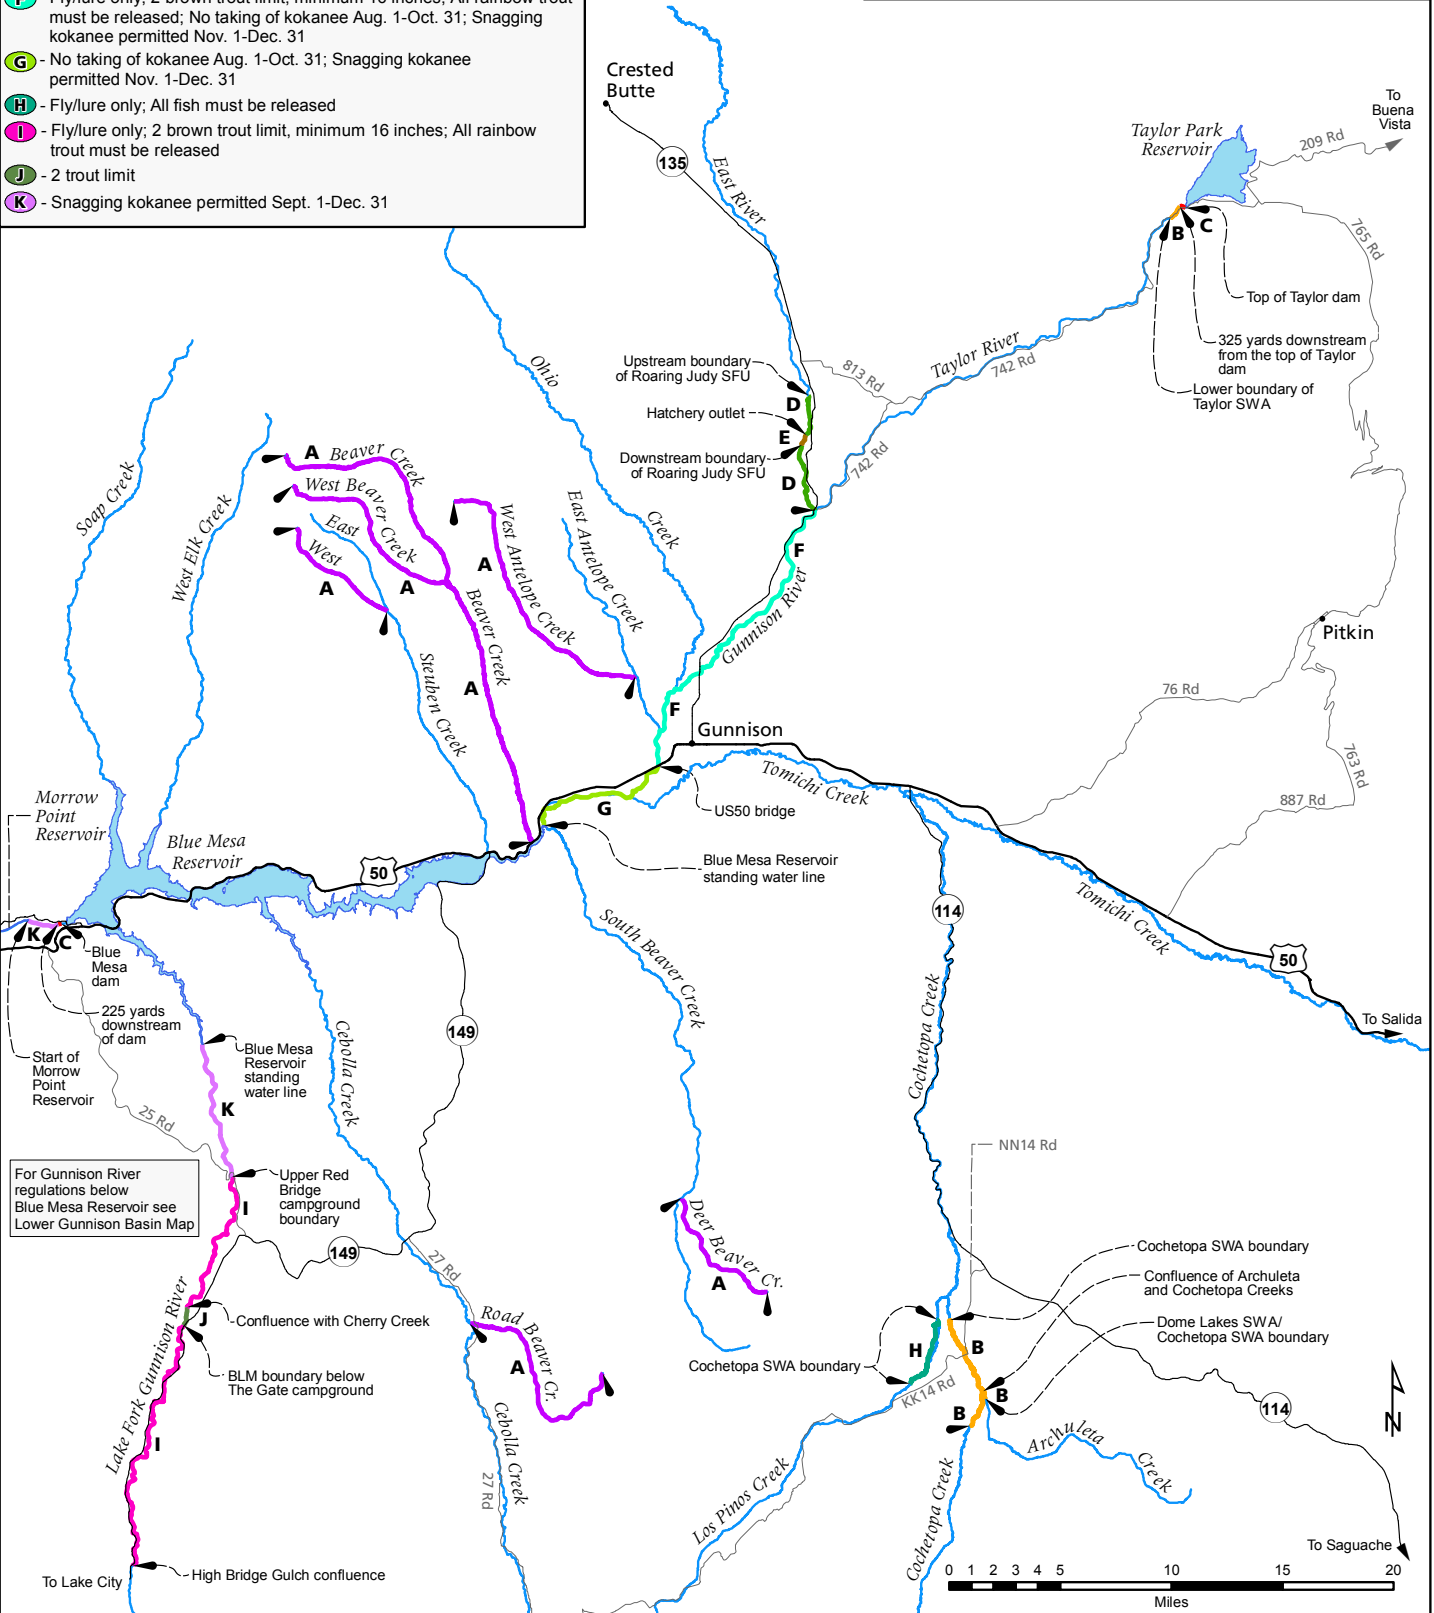 F - Fly/lure only; 2 brown trout limit, minimum 16 inches; All rainbow trout
must be released; No taking of kokanee Aug. 1-Oct. 31; Snagging
kokanee permitted Nov. 1-Dec. 31
G - No taking of kokanee Aug. 1-Oct. 31; Snagging kokanee
permitted Nov. 1-Dec. 31
H - Fly/lure only; All fish must be released
I - Fly/lure only; 2 brown trout limit, minimum 16 inches; All rainbow
trout must be released
J - 2 trout limit
K - Snagging kokanee permitted Sept. 1-Dec. 31
Crested
Butte
135
East River
Taylor Park
Reservoir
To
Buena
Vista
209 Rd
765 Rd
B
C
Top of Taylor dam
325 yards downstream
from the top of Taylor
dam
Lower boundary of
Taylor SWA
Taylor River
742 Rd
813 Rd
742 Rd
Upstream boundary
of Roaring Judy SFU
D
Hatchery outlet
E
Downstream boundary
of Roaring Judy SFU
D
F
Gunnison River
F
Ohio
Creek
Soap Creek
West Elk Creek
A
Beaver Creek
West Beaver Creek
A
East
West
A
Steuben Creek
Beaver Creek
A
West Antelope Creek
A
East Antelope Creek
Gunnison
Pitkin
76 Rd
763 Rd
887 Rd
Tomichi Creek
US50 bridge
G
Blue Mesa Reservoir
standing water line
Morrow
Point
Reservoir
Blue Mesa
Reservoir
50
114
Tomichi Creek
50
To Salida
K
C
Blue
Mesa
dam
225 yards
downstream
of dam
Start of
Morrow
Point
Reservoir
25 Rd
Blue Mesa
Reservoir
standing
water line
K
Cebolla Creek
149
South Beaver Creek
Cochetopa Creek
NN14 Rd
For Gunnison River
regulations below
Blue Mesa Reservoir see
Lower Gunnison Basin Map
Upper Red
Bridge
campground
boundary
I
149
27 Rd
Deer Beaver Cr.
A
Cochetopa SWA boundary
Confluence of Archuleta
and Cochetopa Creeks
Dome Lakes SWA/
Cochetopa SWA boundary
Lake Fork Gunnison River
J
Confluence with Cherry Creek
BLM boundary below
The Gate campground
Road Beaver Cr.
A
Cochetopa SWA boundary
H
B
B
B
KK14 Rd
114
N
I
Cebolla Creek
27 Rd
Los Pinos Creek
Archuleta
Creek
Cochetopa Creek
To Saguache
High Bridge Gulch confluence
To Lake City
0 1 2 3 4 5 10 15 20
Miles